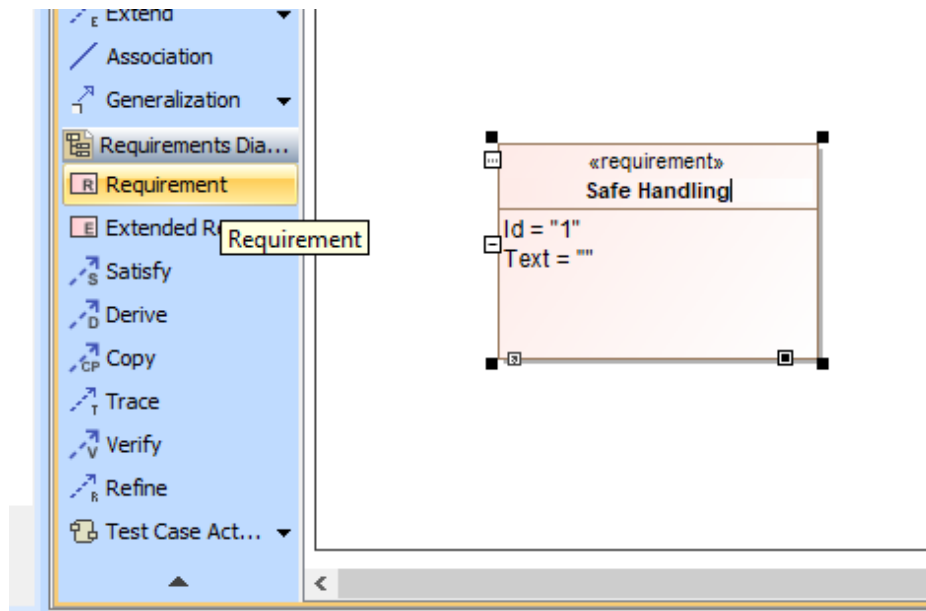 Extend
Association
Generalization
Requirements Dia...
Requirement
Extended R
Requirement
Satisfy
Derive
Copy
Trace
Verify
Refine
Test Case Act...
«requirement»
Safe Handling
Id = "1"
Text = ""